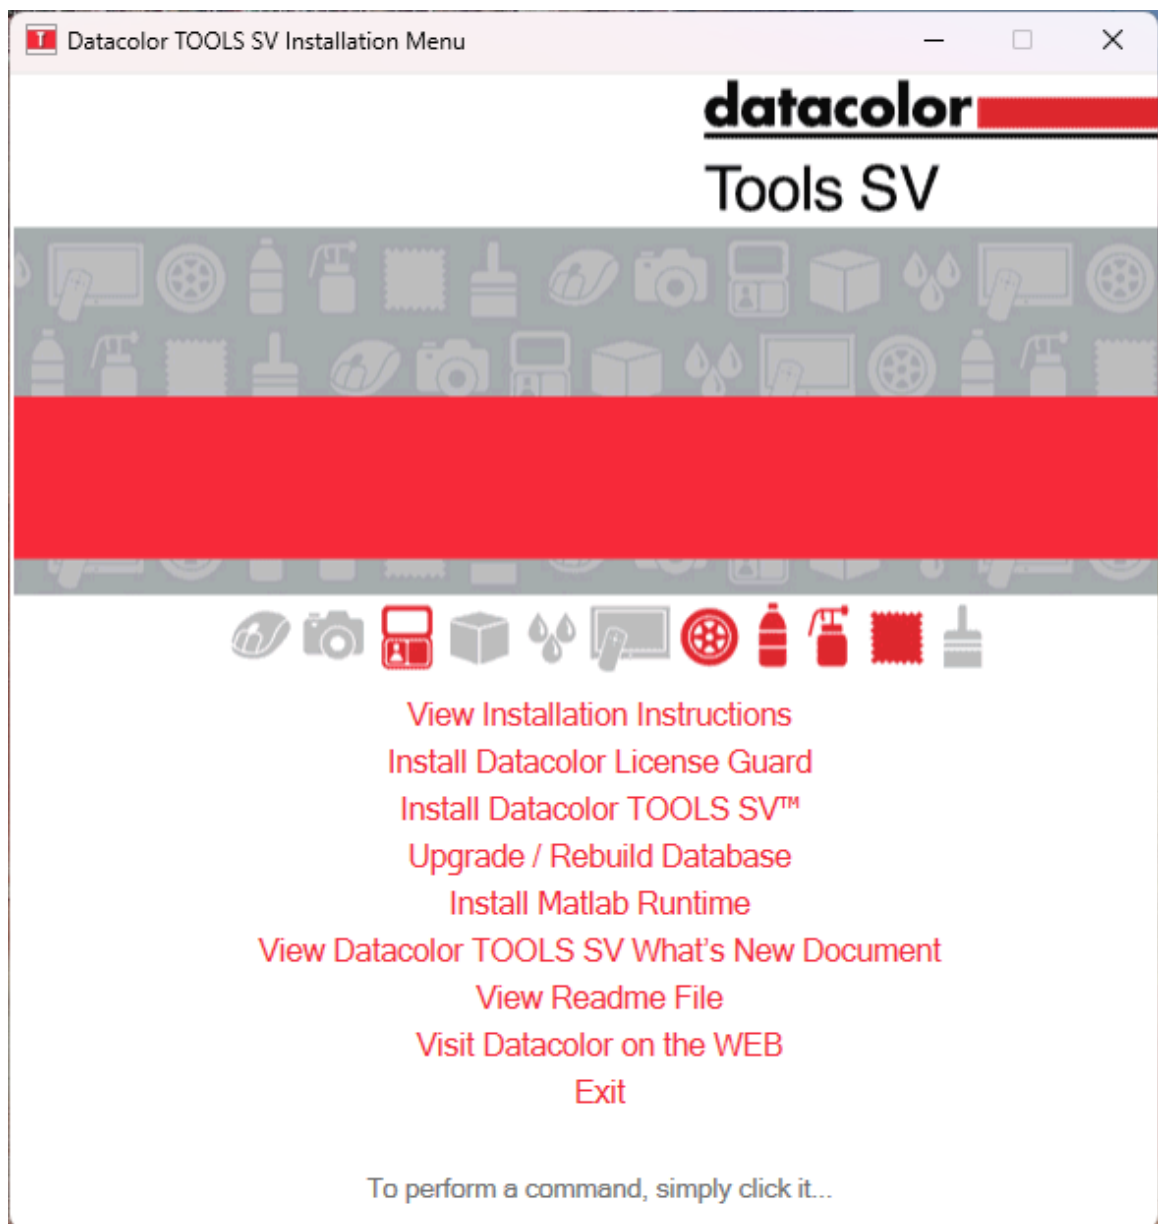 Datacolor TOOLS SV Installation Menu
datacolor
Tools SV
View Installation Instructions
Install Datacolor License Guard
Install Datacolor TOOLS SV™
Upgrade / Rebuild Database
Install Matlab Runtime
View Datacolor TOOLS SV What's New Document
View Readme File
Visit Datacolor on the WEB
Exit
To perform a command, simply click it...